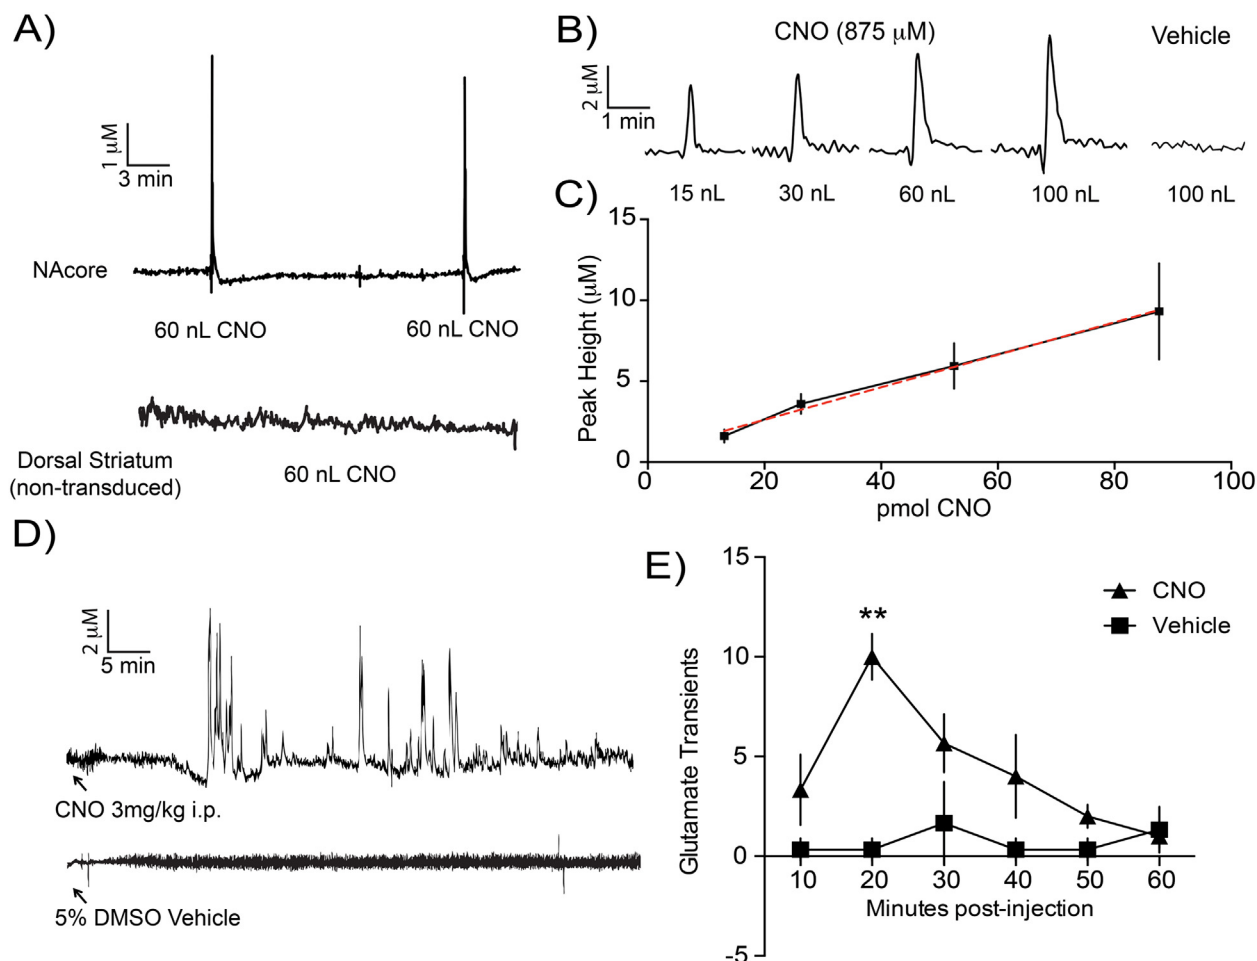 A)
1 μM
3 min
NAcore
60 nL CNO
60 nL CNO
Dorsal Striatum
(non-transduced)
60 nL CNO
B)
CNO (875 μM)
Vehicle
2 μM
1 min
15 nL
30 nL
60 nL
100 nL
100 nL
C)
15
10
5
0
Peak Height (μM)
0
20
40
60
80
100
pmol CNO
D)
2 μM
5 min
CNO 3mg/kg i.p.
5% DMSO Vehicle
E)
15
10
5
0
-5
Glutamate Transients
**
CNO
Vehicle
10
20
30
40
50
60
Minutes post-injection